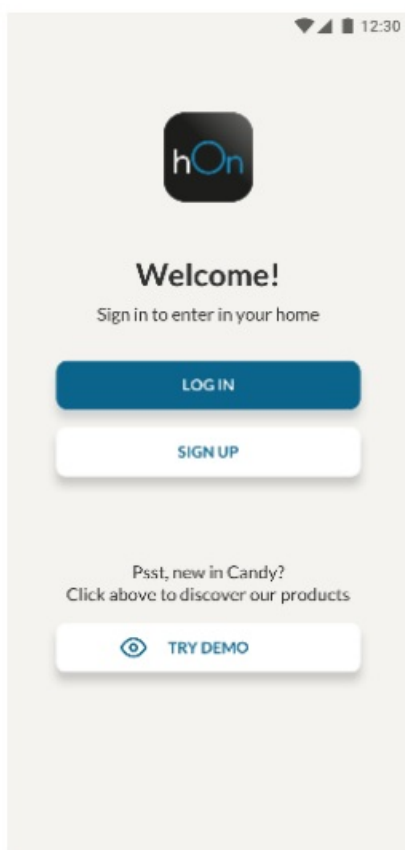 12:30
hOn
Welcome!
Sign in to enter in your home
LOG IN
SIGN UP
Psst, new in Candy?
Click above to discover our products
TRY DEMO